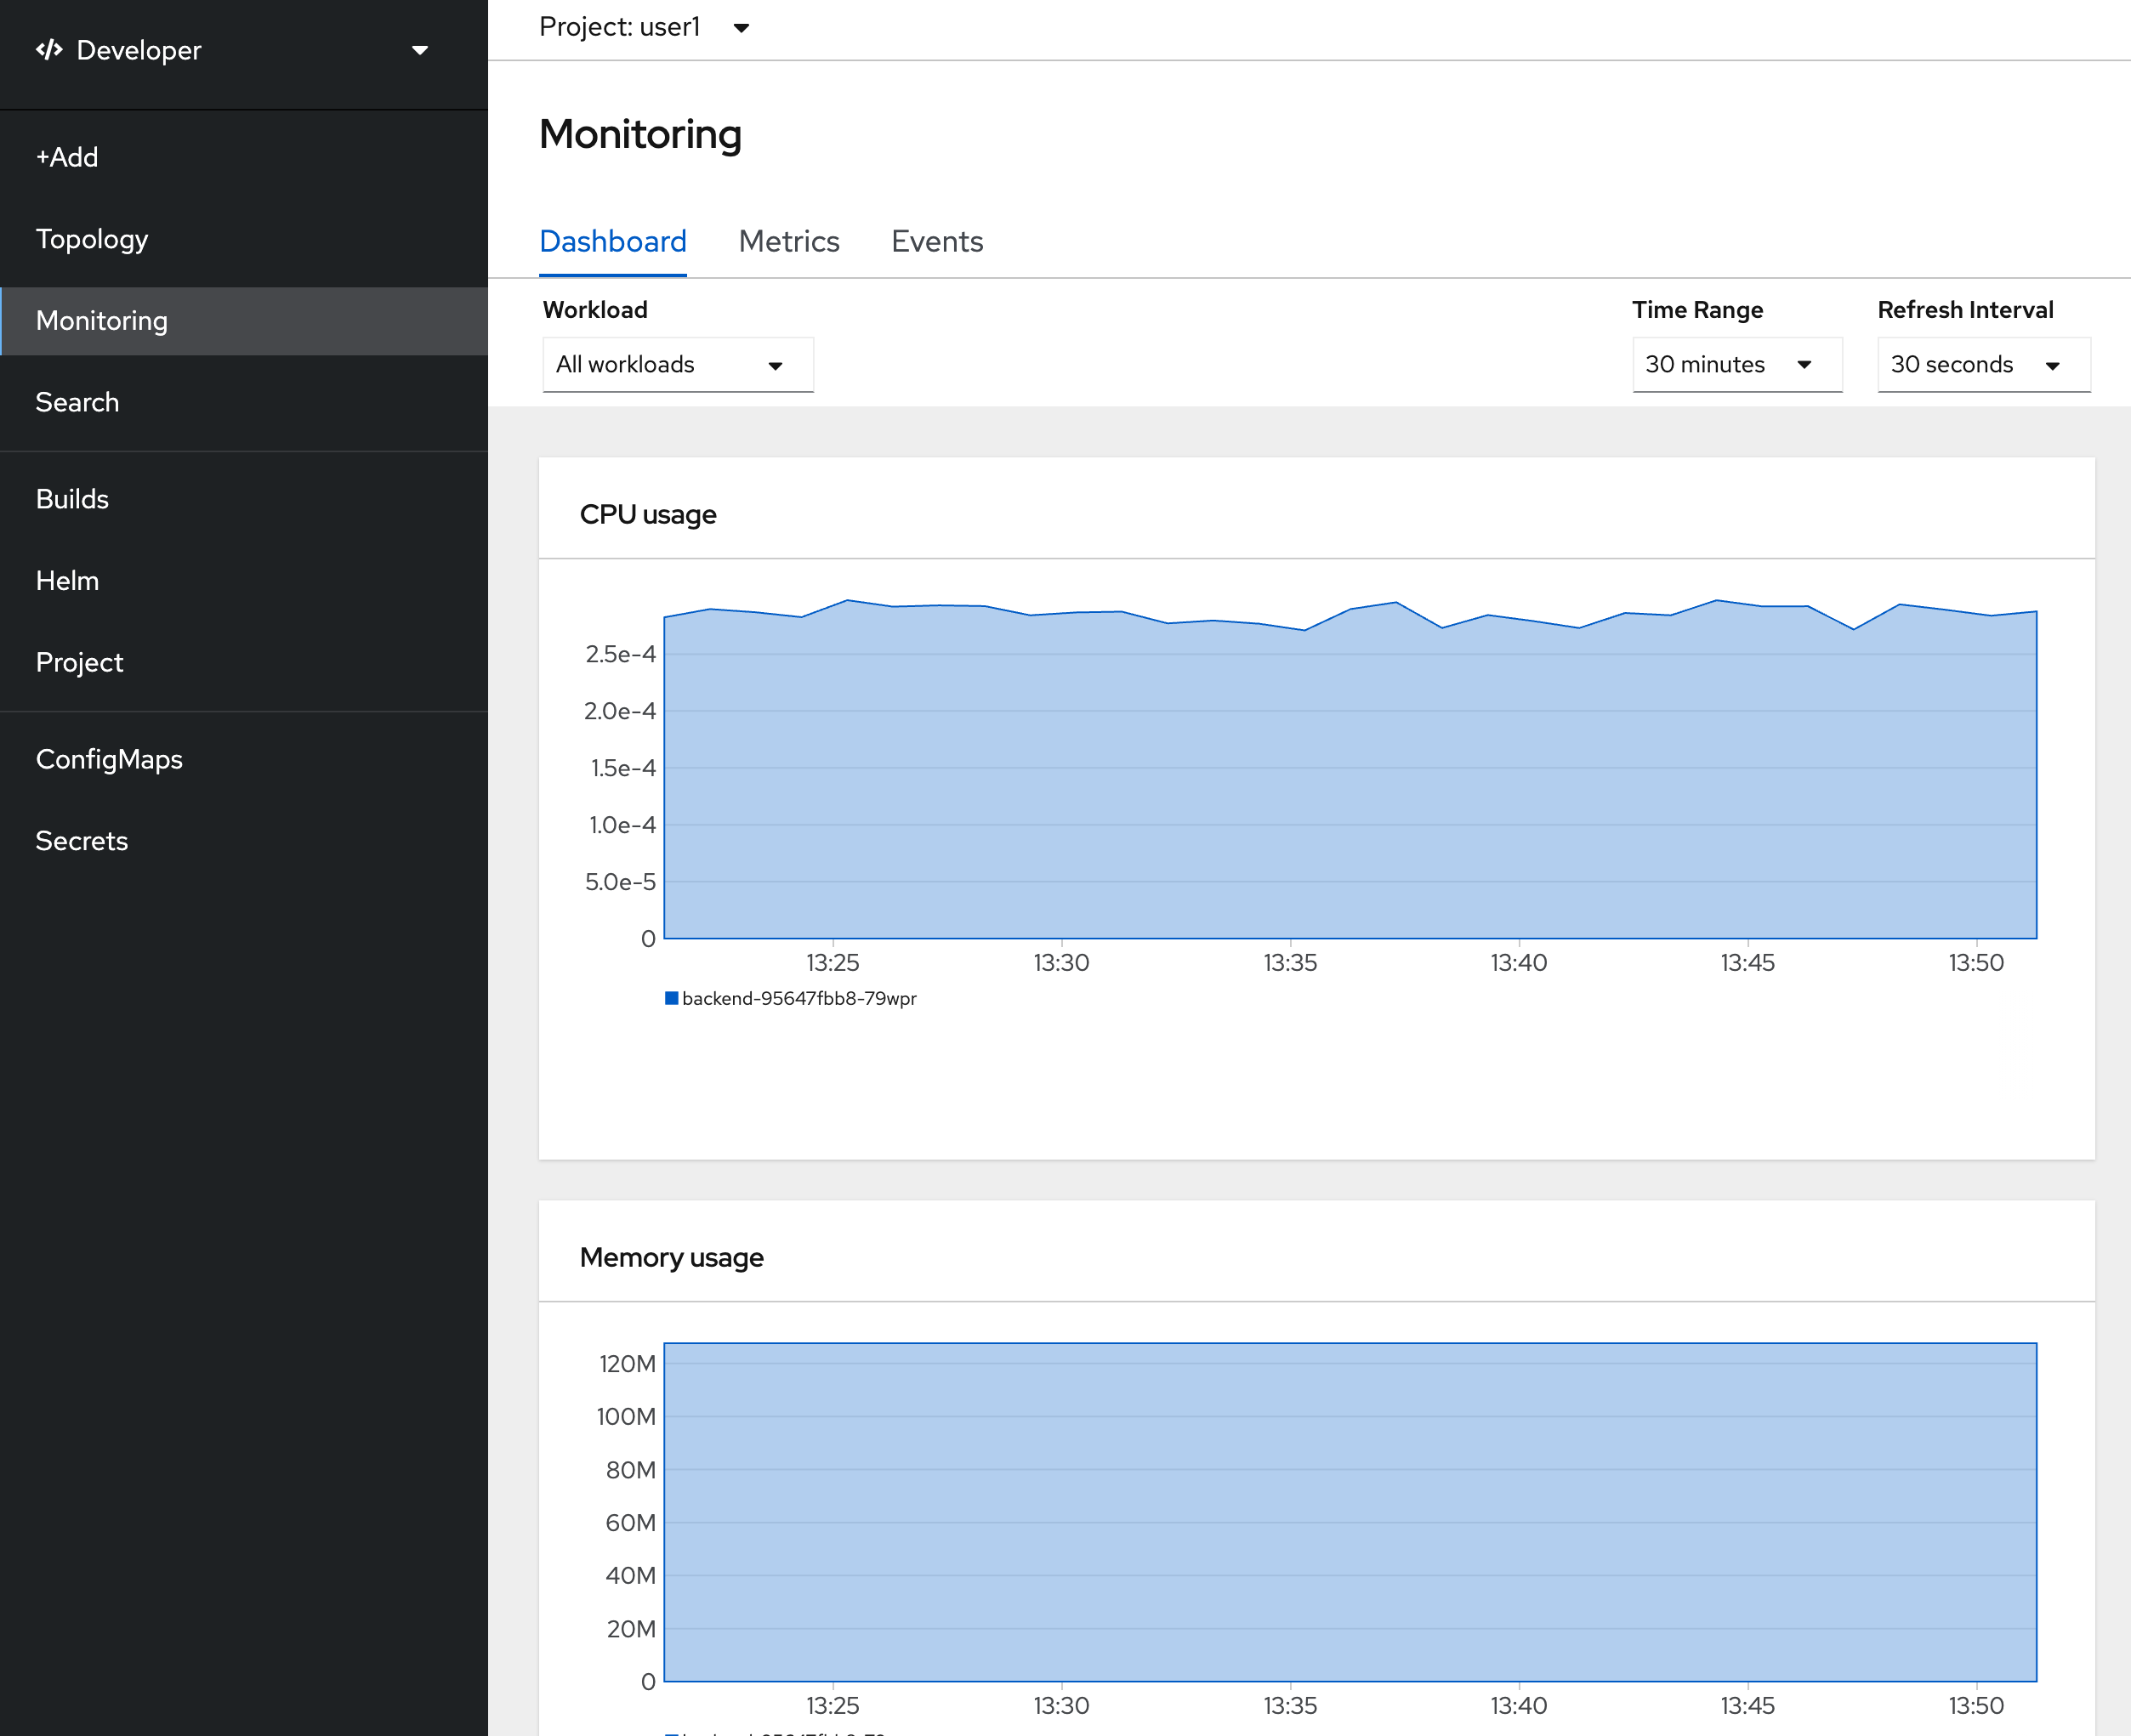 Developer
+Add
Topology
Monitoring
Search
Builds
Helm
Project
ConfigMaps
Secrets
Project: user1
Monitoring
Dashboard Metrics Events
Workload Time Range Refresh Interval
All workloads 30 minutes 30 seconds
CPU usage
2.5e-4
2.0e-4
1.5e-4
1.0e-4
5.0e-5
0
13:25 13:30 13:35 13:40 13:45 13:50
backend-95647fbb8-79wpr
Memory usage
120M
100M
80M
60M
40M
20M
0
13:25 13:30 13:35 13:40 13:45 13:50